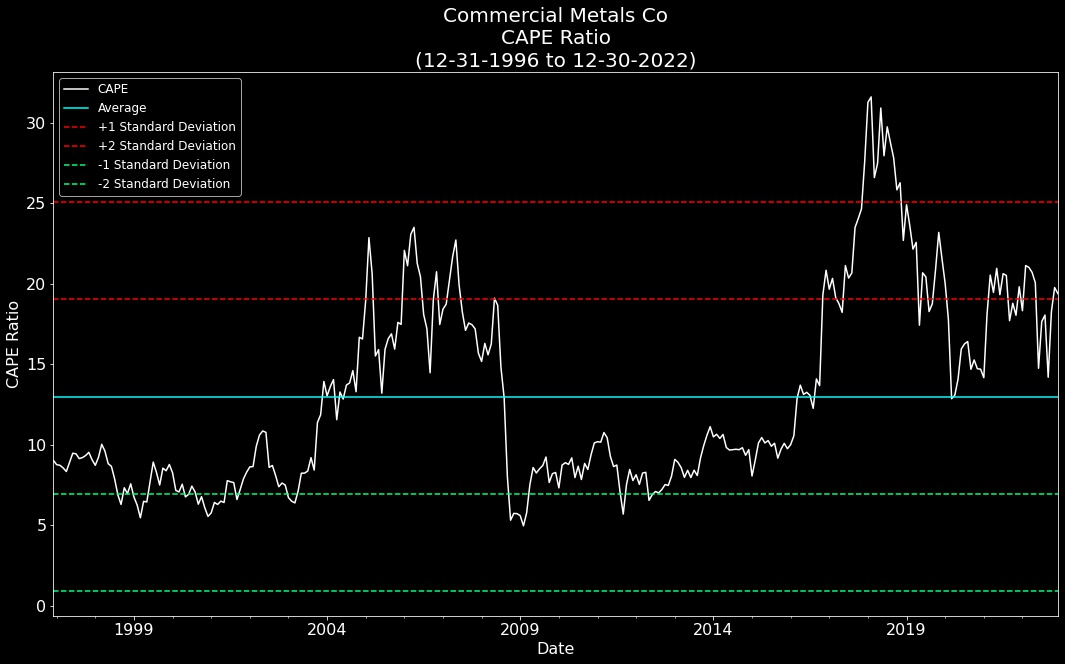 Commercial Metals Co
CAPE Ratio
(12-31-1996 to 12-30-2022)
CAPE
Average
+1 Standard Deviation
+2 Standard Deviation
-1 Standard Deviation
-2 Standard Deviation
CAPE Ratio
30
25
20
15
10
5
0
1999 2004 2009 2014 2019
Date